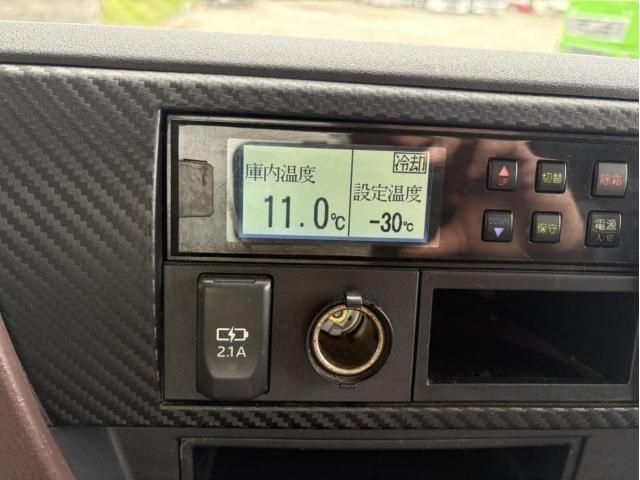 庫内温度
11.0℃
冷却
設定温度
-30℃
UP
切替
除霜
DOWN
保守
電源
入/切
2.1A